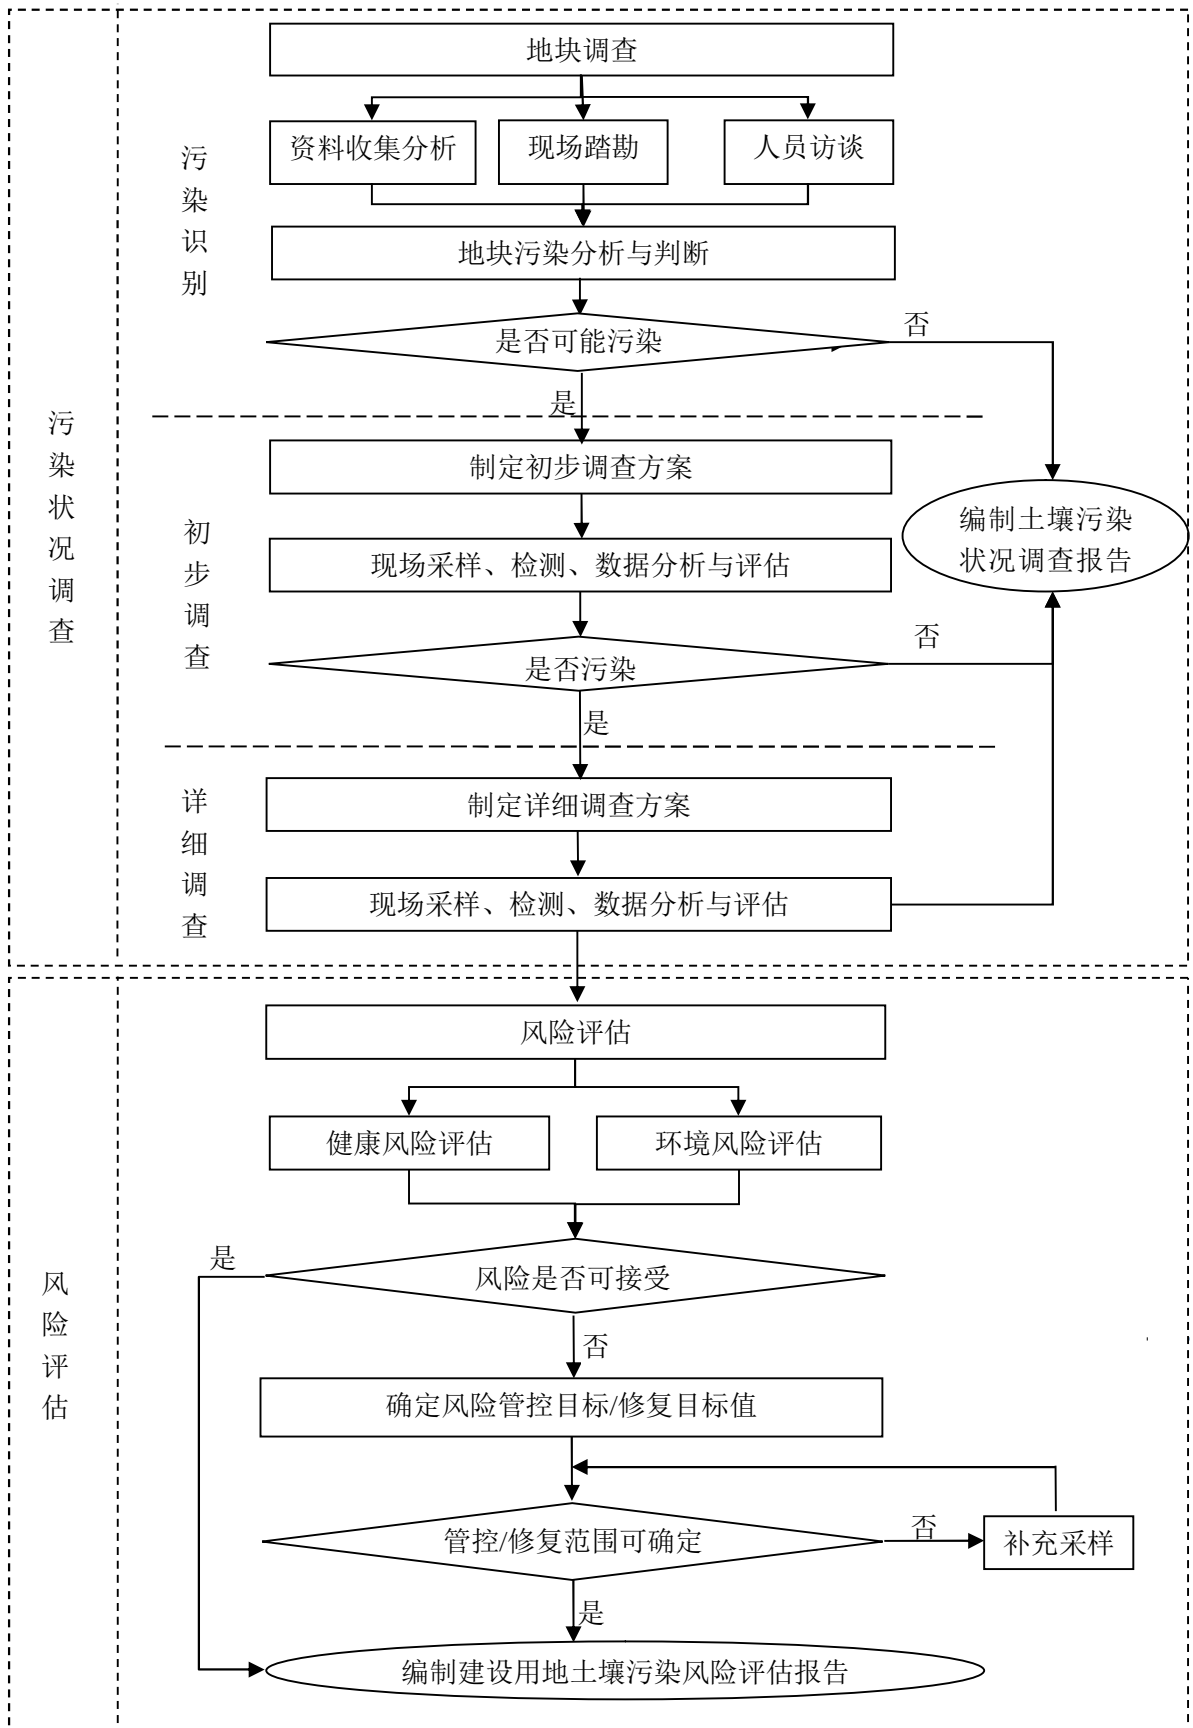 地块调查
资料收集分析
现场踏勘
人员访谈
污染识别
地块污染分析与判断
是否可能污染
否
是
污染状况调查
制定初步调查方案
编制土壤污染
状况调查报告
初步调查
现场采样、检测、数据分析与评估
是否污染
否
是
详细调查
制定详细调查方案
现场采样、检测、数据分析与评估
风险评估
健康风险评估
环境风险评估
是
风险是否可接受
风险评估
否
确定风险管控目标/修复目标值
管控/修复范围可确定
否
补充采样
是
编制建设用地土壤污染风险评估报告